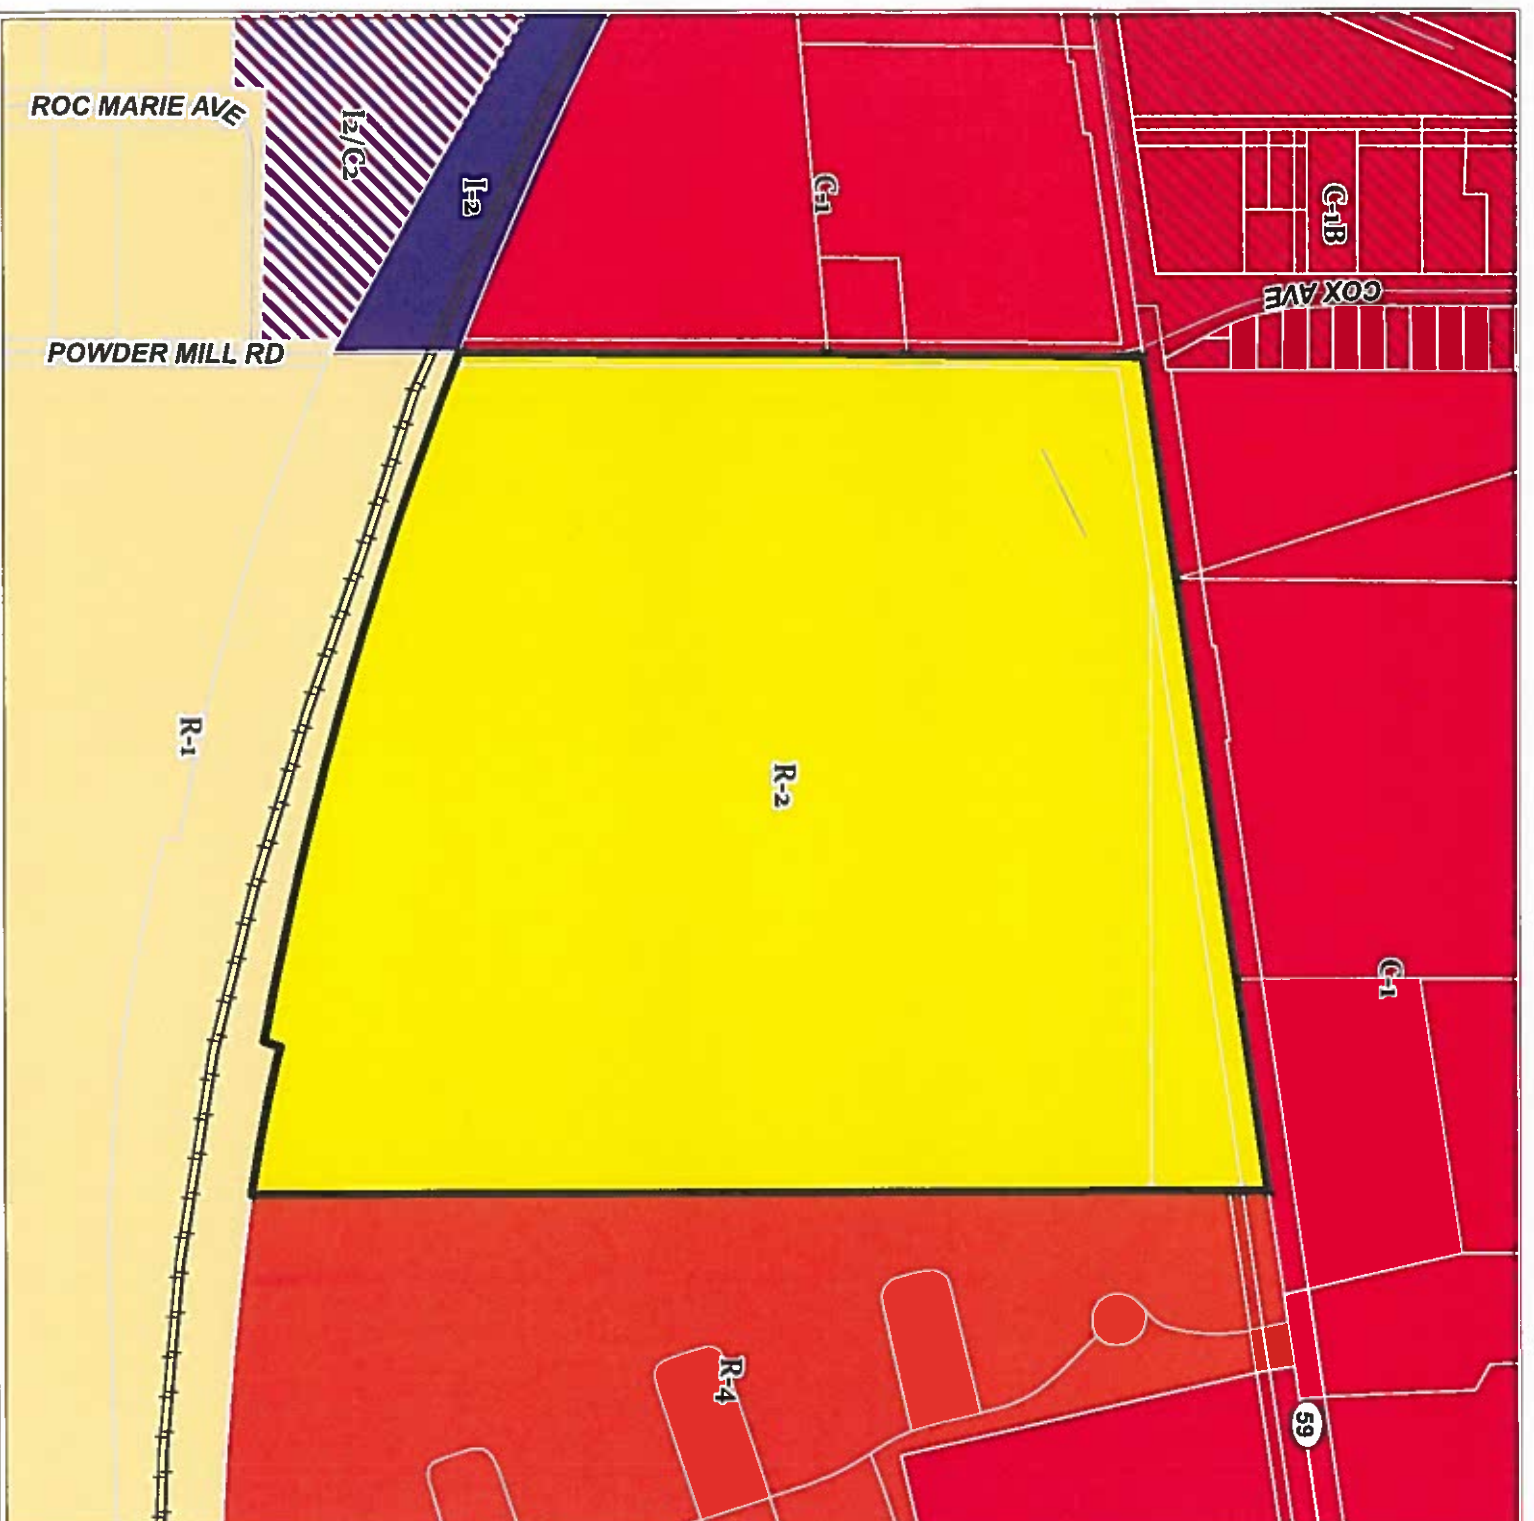 ROC MARIE AVE
I2/C2
I-2
C-1
C-1B
COX AVE
POWDER MILL RD
R-1
R-2
C-1
R-4
59